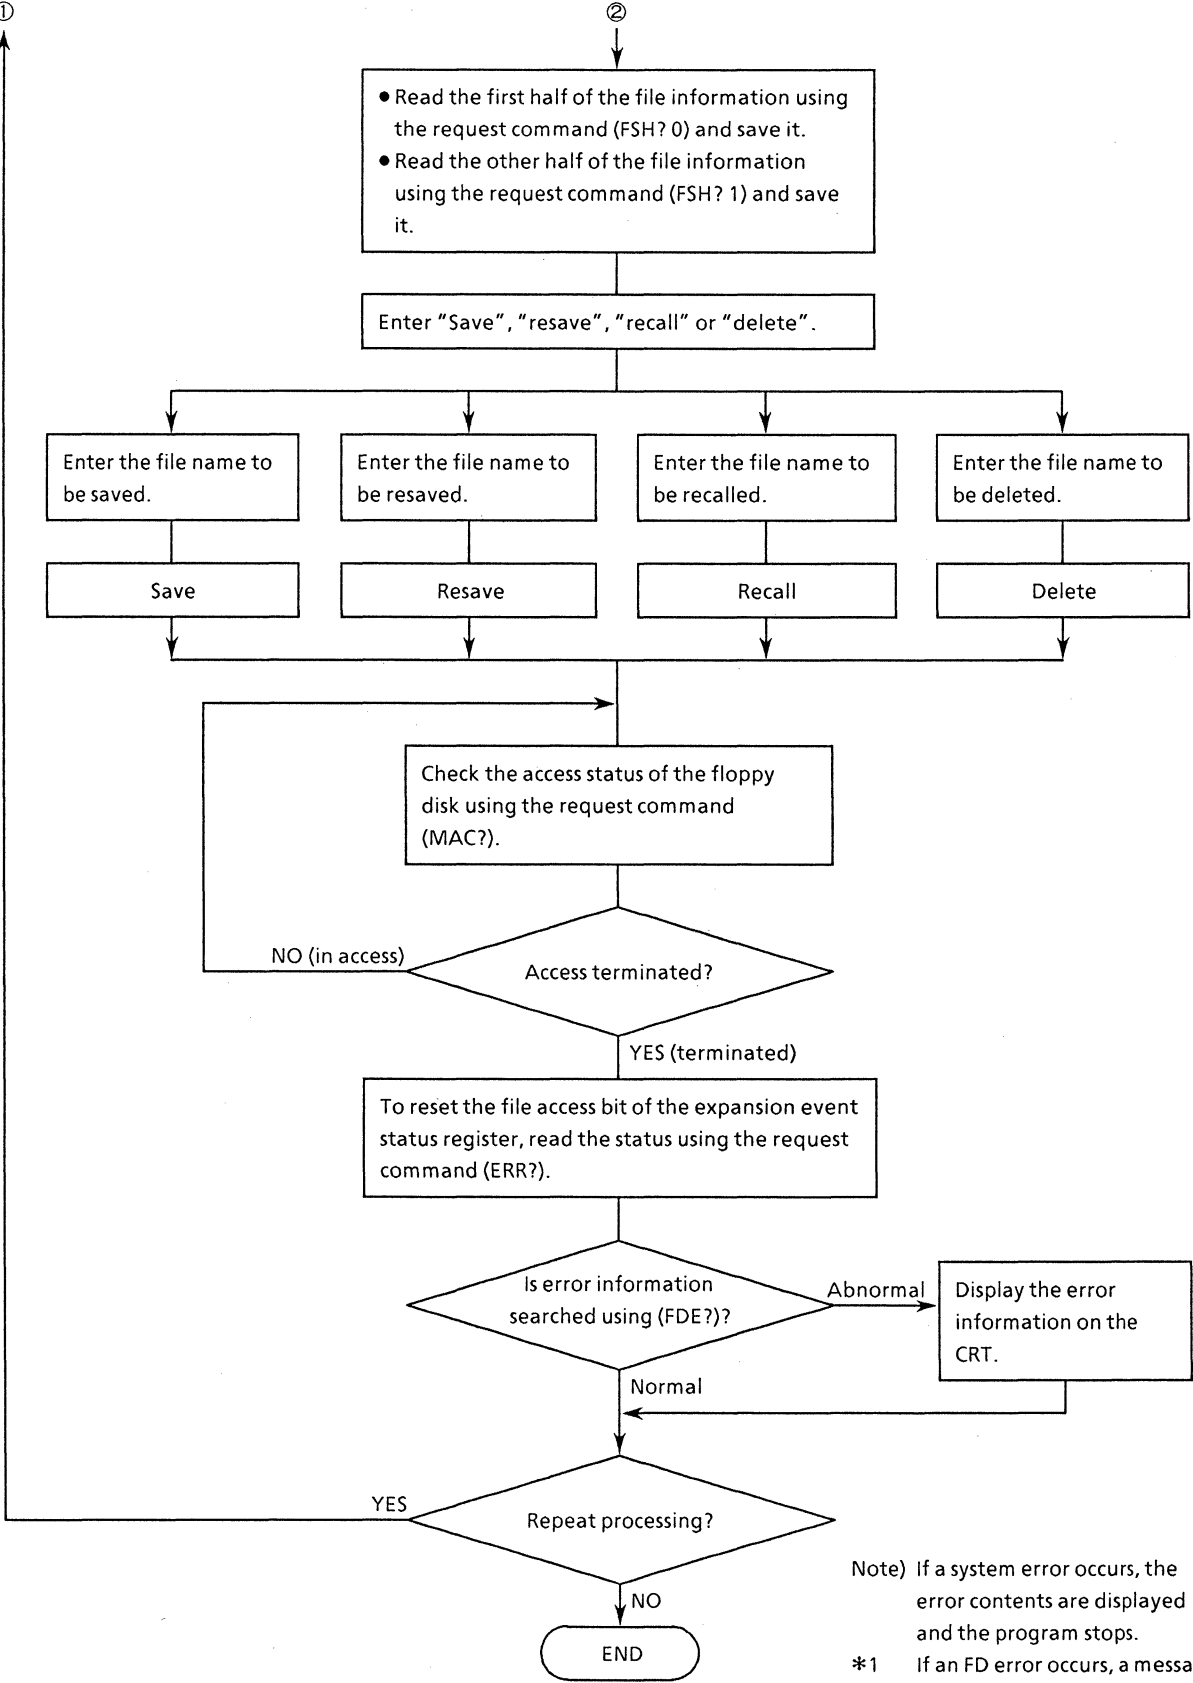 ①
②
● Read the first half of the file information using
the request command (FSH? 0) and save it.
● Read the other half of the file information
using the request command (FSH? 1) and save
it.
Enter "Save", "resave", "recall" or "delete".
Enter the file name to
be saved.
Enter the file name to
be resaved.
Enter the file name to
be recalled.
Enter the file name to
be deleted.
Save
Resave
Recall
Delete
Check the access status of the floppy
disk using the request command
(MAC?).
NO (in access)
Access terminated?
YES (terminated)
To reset the file access bit of the expansion event
status register, read the status using the request
command (ERR?).
Is error information
searched using (FDE?)?
Abnormal
Display the error
information on the
CRT.
Normal
YES
Repeat processing?
NO
END
Note) If a system error occurs, the
error contents are displayed
and the program stops.
*1 If an FD error occurs, a messa